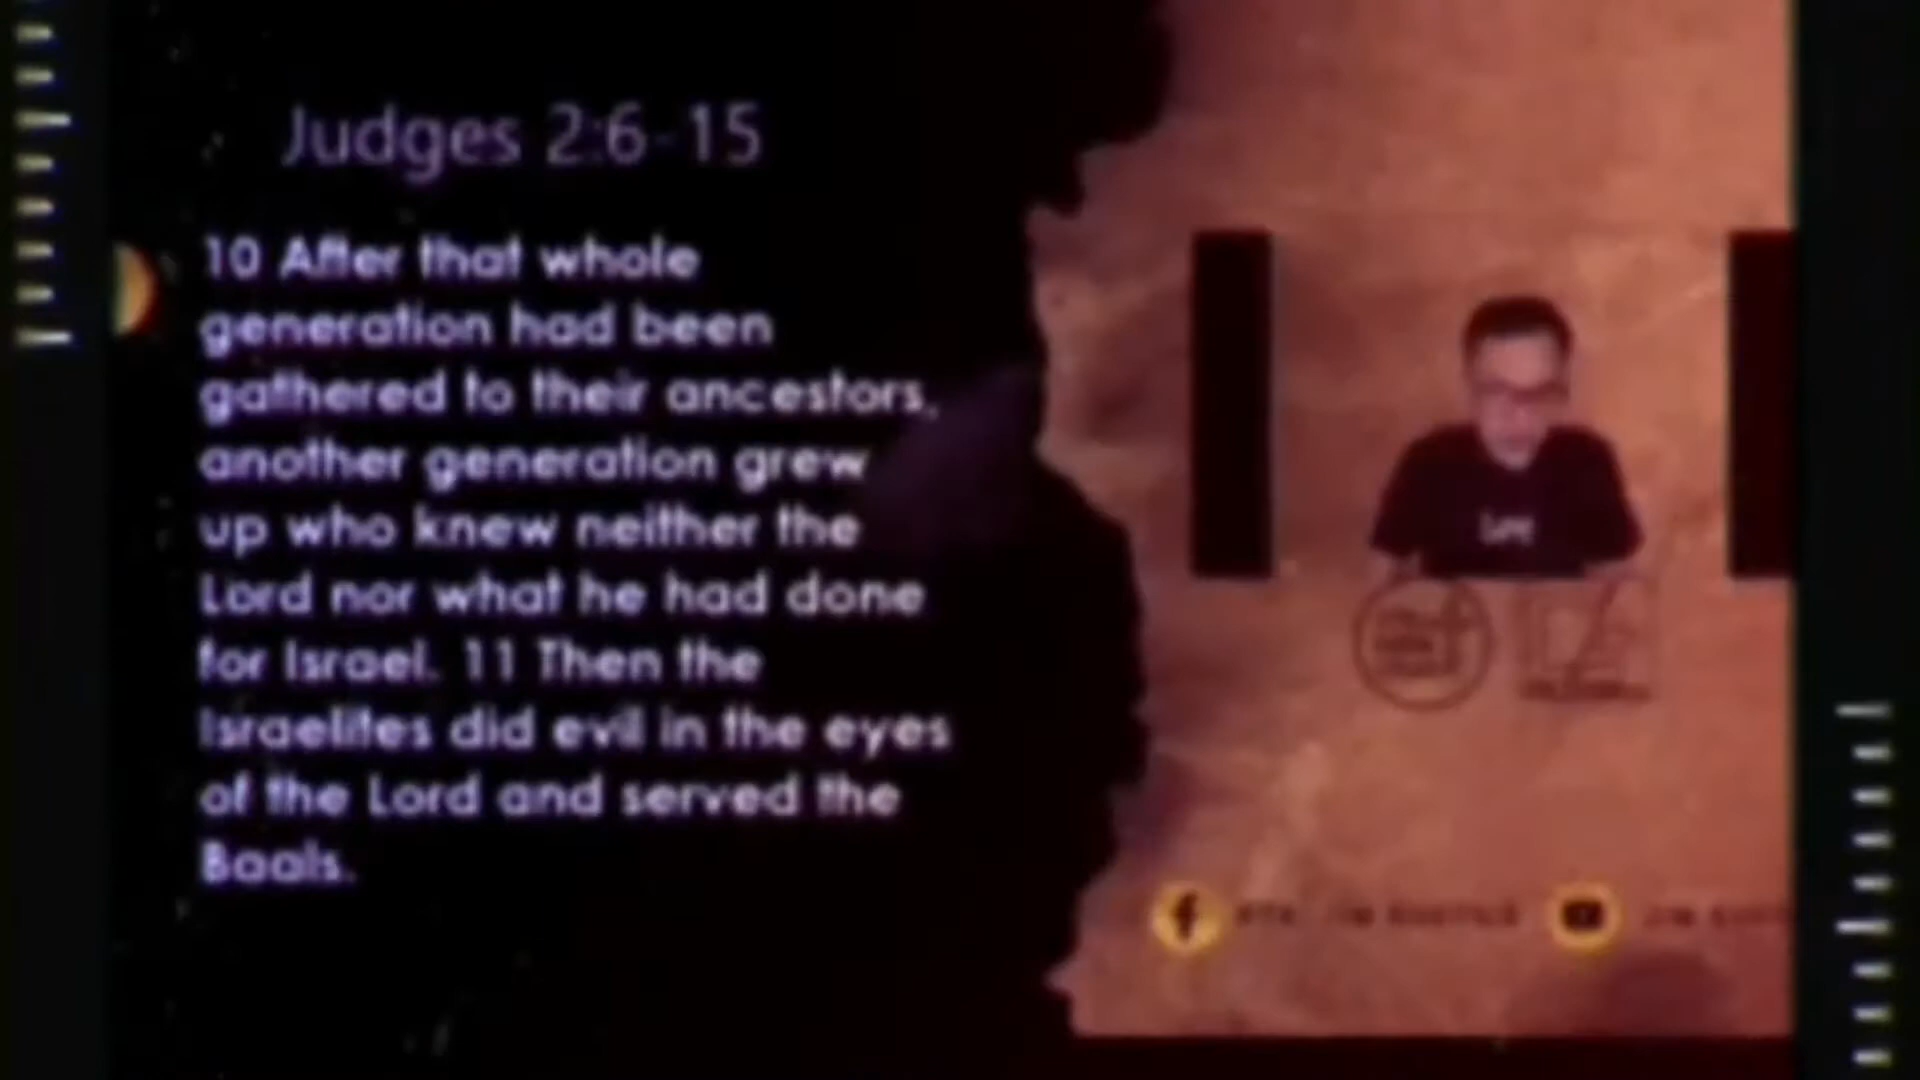 Judges 2:6-15
10 After that whole
generation had been
gathered to their ancestors,
another generation grew
up who knew neither the
Lord nor what he had done
for Israel. 11 Then the
Israelites did evil in the eyes
of the Lord and served the
Baals.